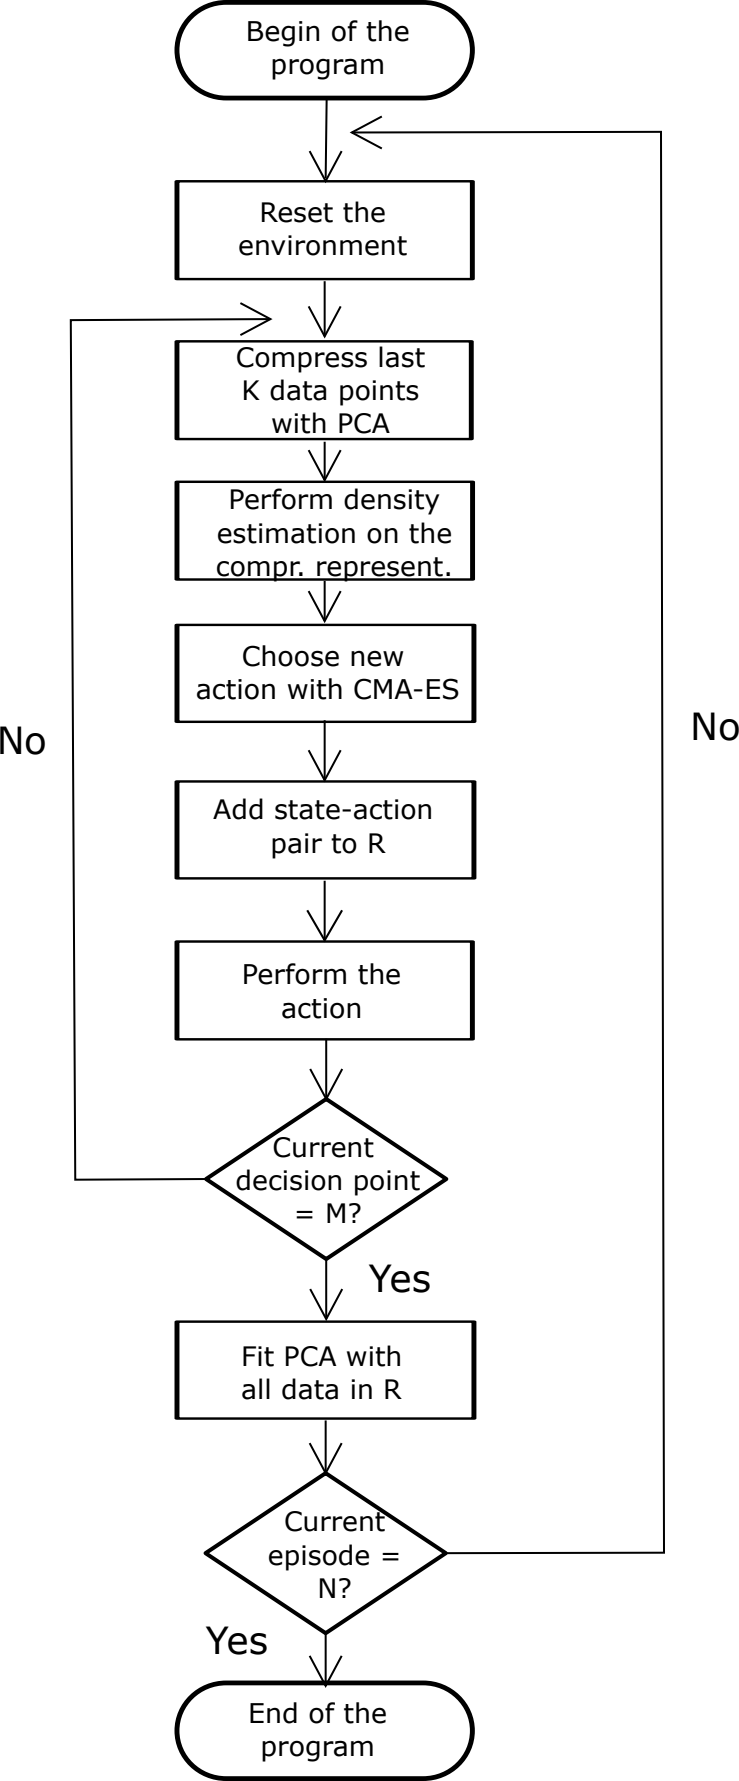 Begin of the
program
Reset the
environment
Compress last
K data points
with PCA
Perform density
estimation on the
compr. represent.
Choose new
action with CMA-ES
No
No
Add state-action
pair to R
Perform the
action
Current
decision point
= M?
Yes
Fit PCA with
all data in R
Current
episode =
N?
Yes
End of the
program